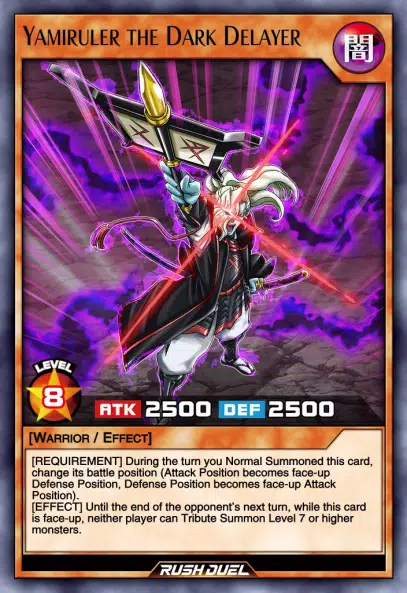 YAMIRULER THE DARK DELAYER
闇
LEVEL
8
ATK 2500 DEF 2500
[WARRIOR / EFFECT]
[REQUIREMENT] During the turn you Normal Summoned this card,
change its battle position (Attack Position becomes face-up
Defense Position, Defense Position becomes face-up Attack
Position).
[EFFECT] Until the end of the opponent's next turn, while this card
is face-up, neither player can Tribute Summon Level 7 or higher
monsters.
RUSH DUEL